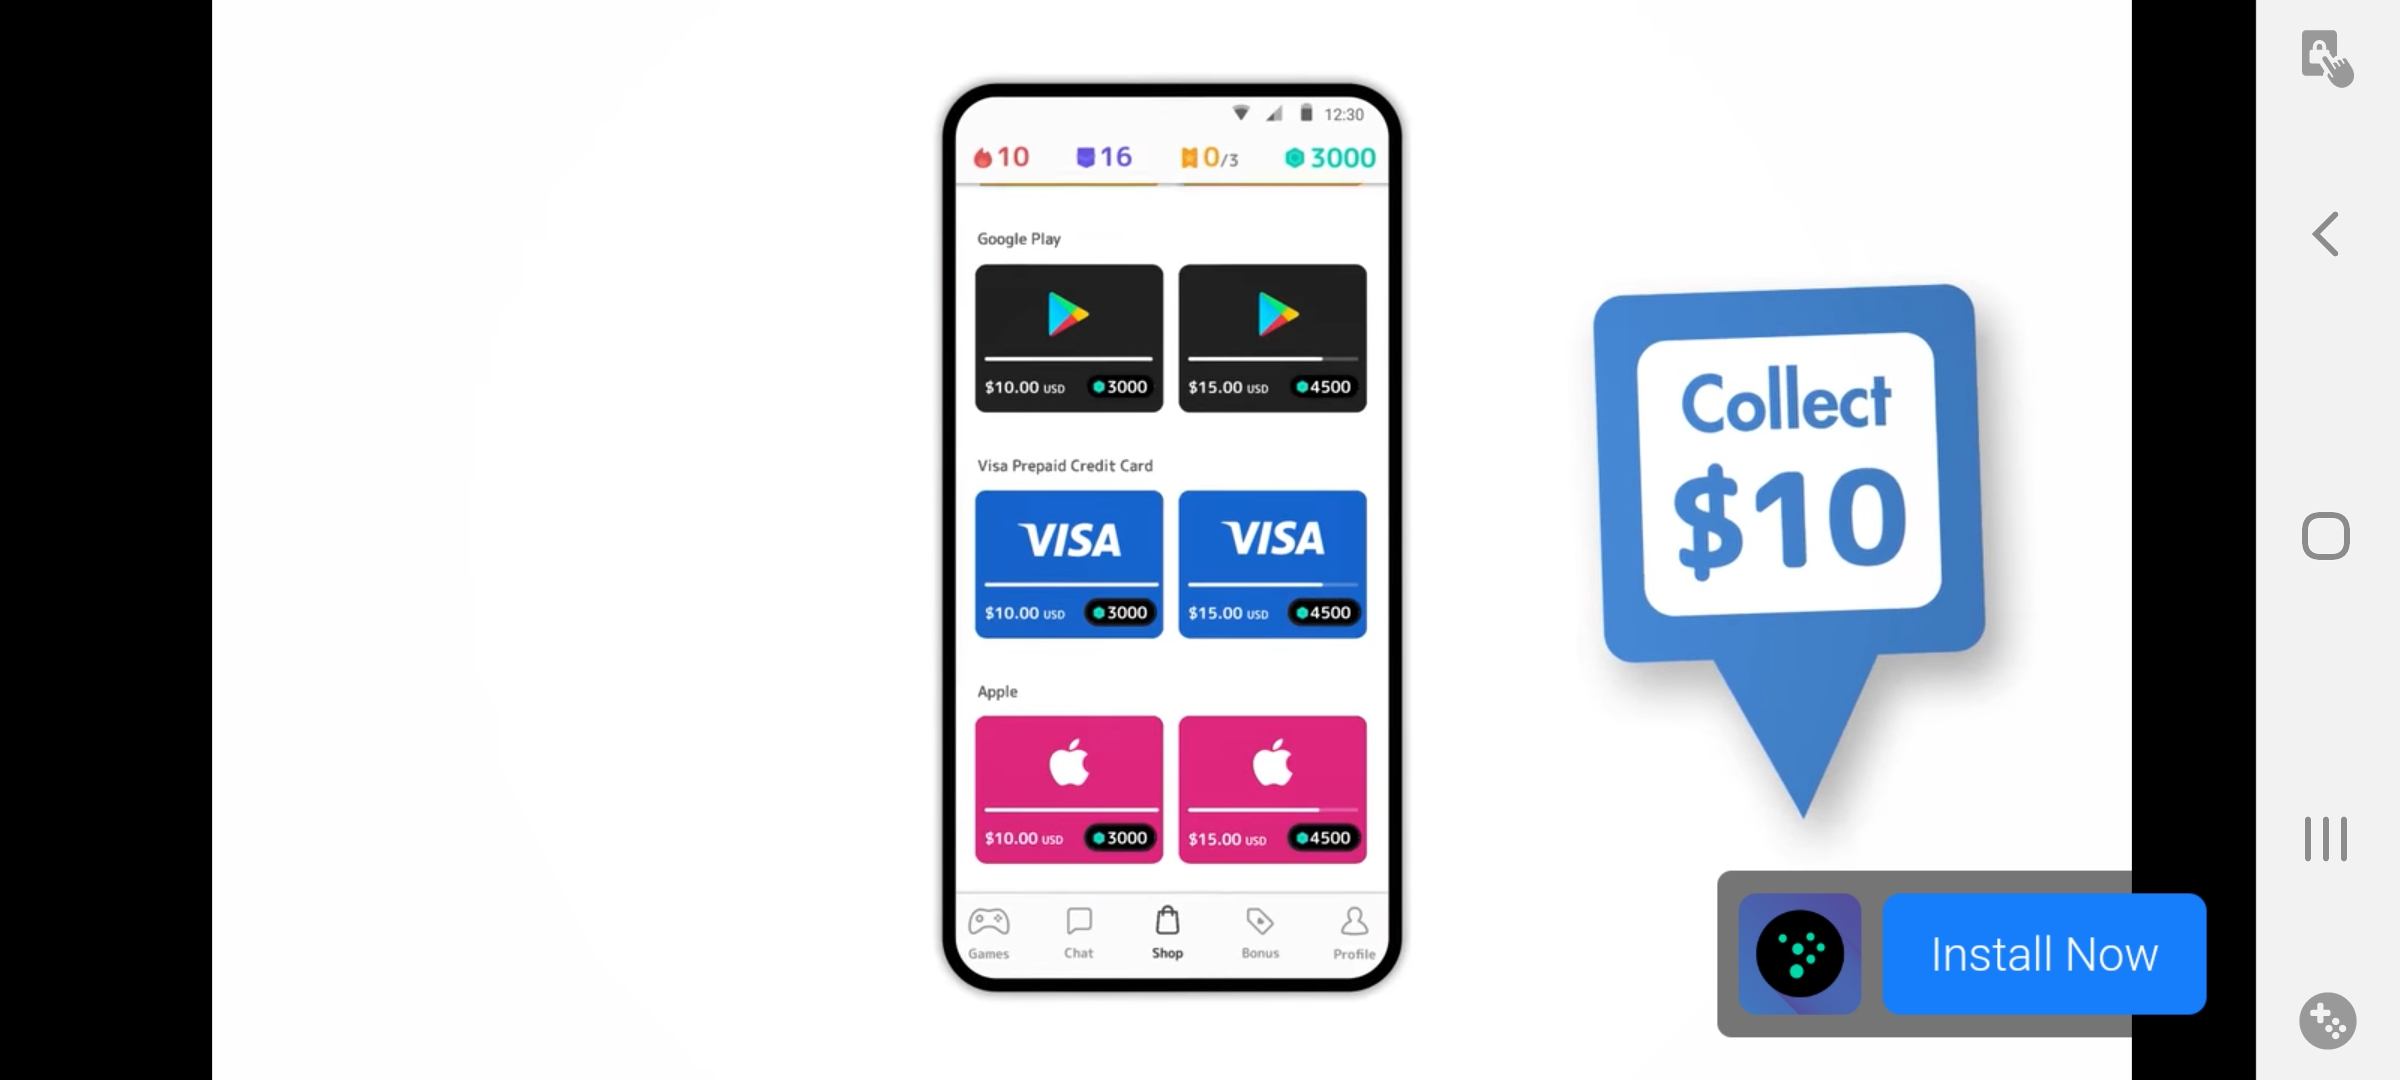 12:30
10 16 0/3 3000
Google Play
$10.00 USD 3000 $15.00 USD 4500
Visa Prepaid Credit Card
VISA VISA
$10.00 USD 3000 $15.00 USD 4500
Apple
$10.00 USD 3000 $15.00 USD 4500
Games Chat Shop Bonus Profile
Collect
$10
Install Now